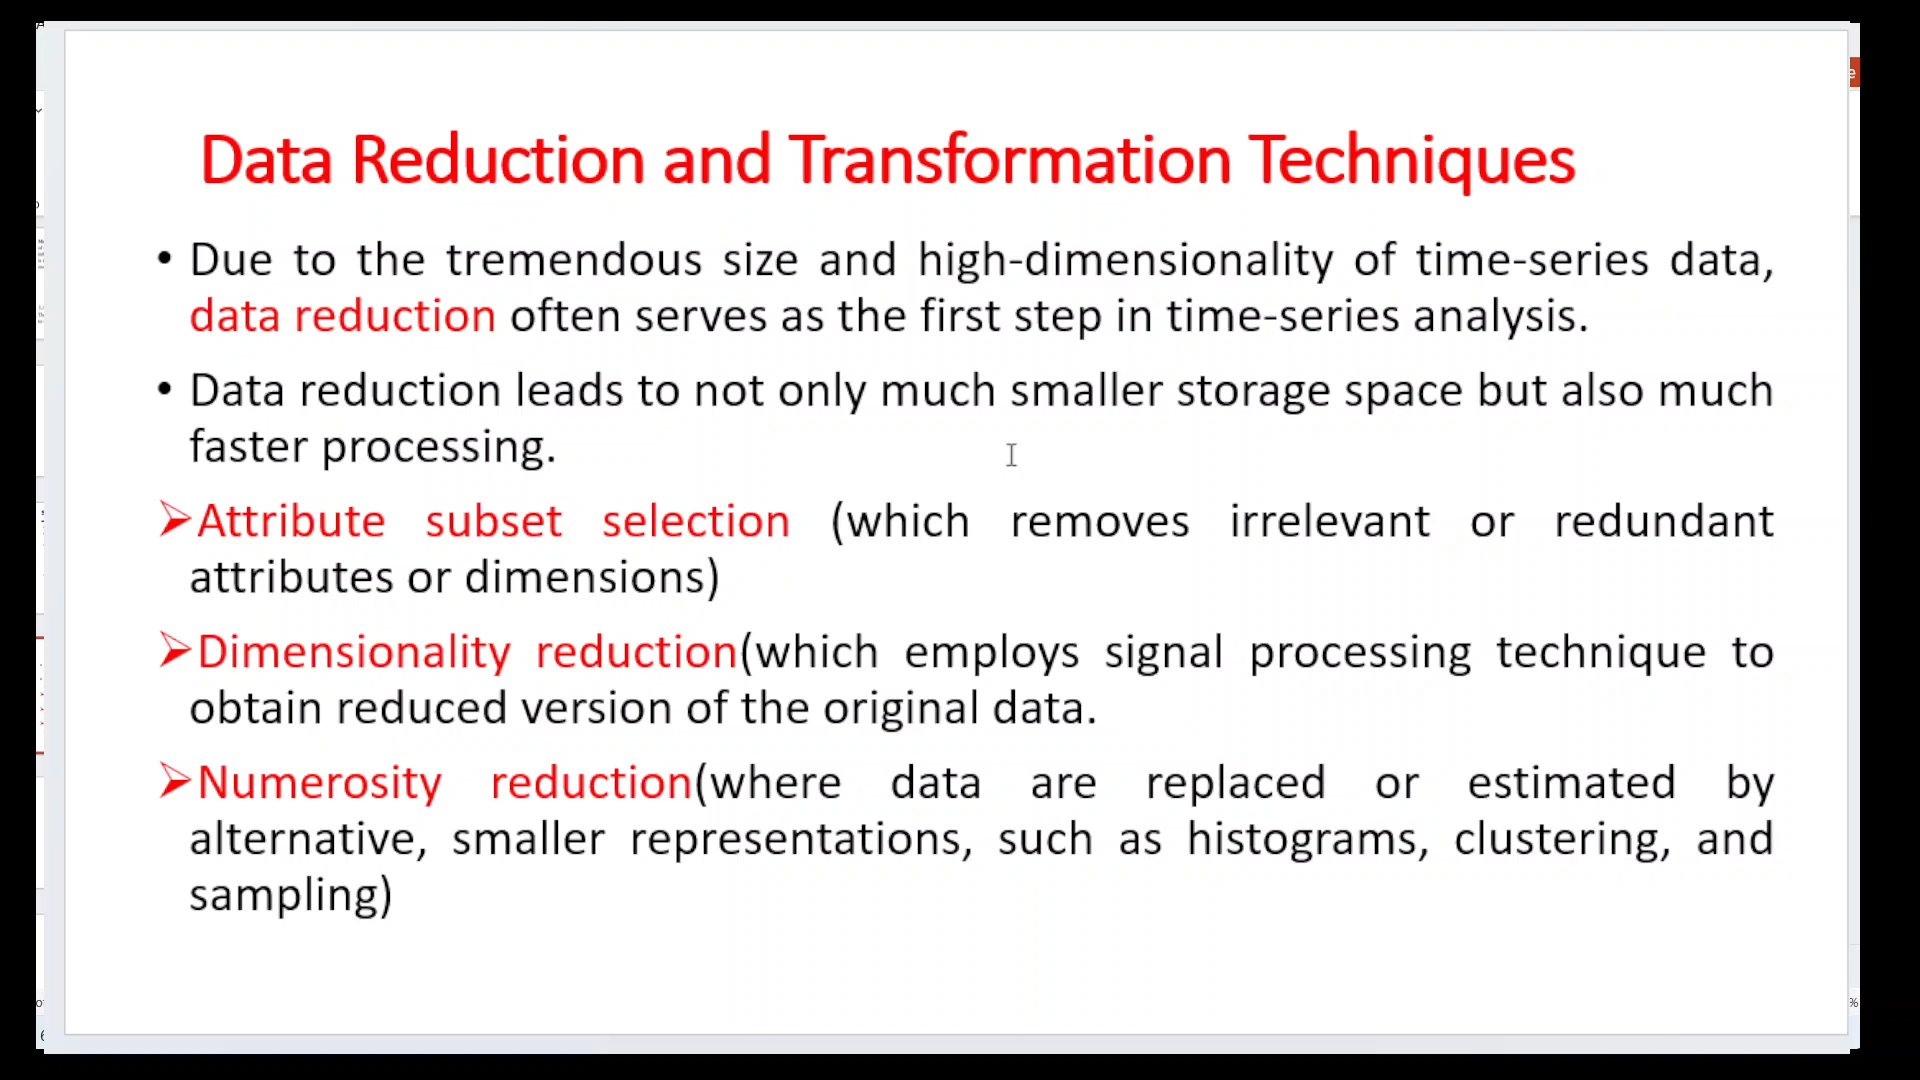 Data Reduction and Transformation Techniques
• Due to the tremendous size and high-dimensionality of time-series data,
data reduction often serves as the first step in time-series analysis.
• Data reduction leads to not only much smaller storage space but also much
faster processing.
➢Attribute subset selection (which removes irrelevant or redundant
attributes or dimensions)
➢Dimensionality reduction(which employs signal processing technique to
obtain reduced version of the original data.
➢Numerosity reduction(where data are replaced or estimated by
alternative, smaller representations, such as histograms, clustering, and
sampling)